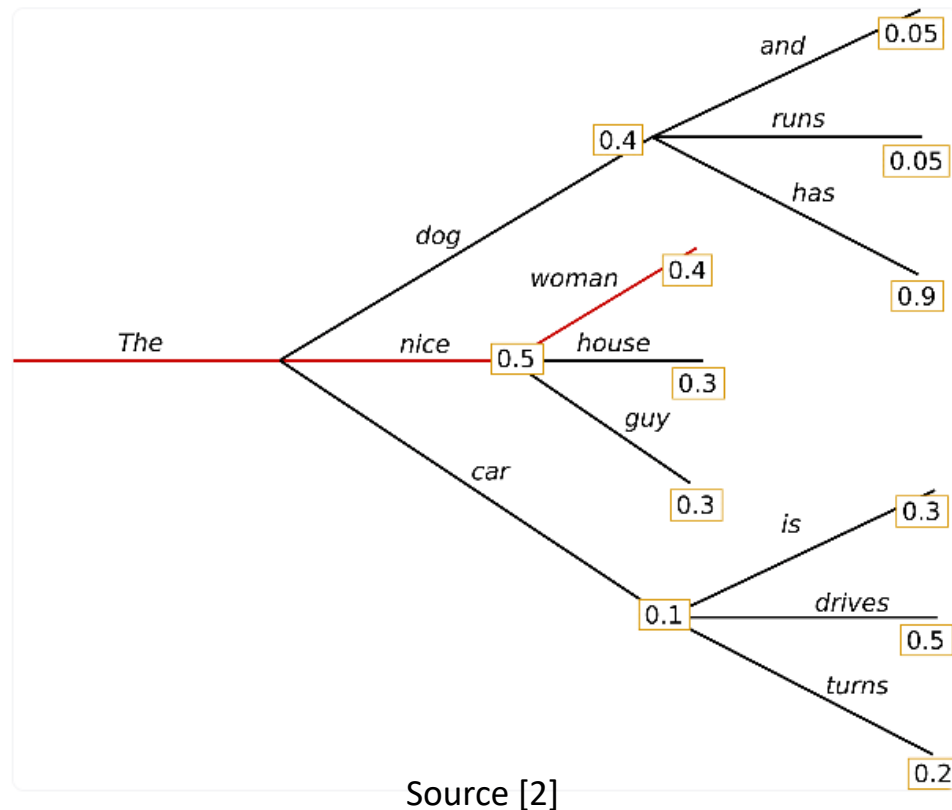 0.05
and
runs
0.4
0.05
has
dog
woman
0.4
0.9
The
nice
0.5
house
0.3
guy
car
0.3
is
0.3
drives
0.1
0.5
turns
0.2
Source [2]